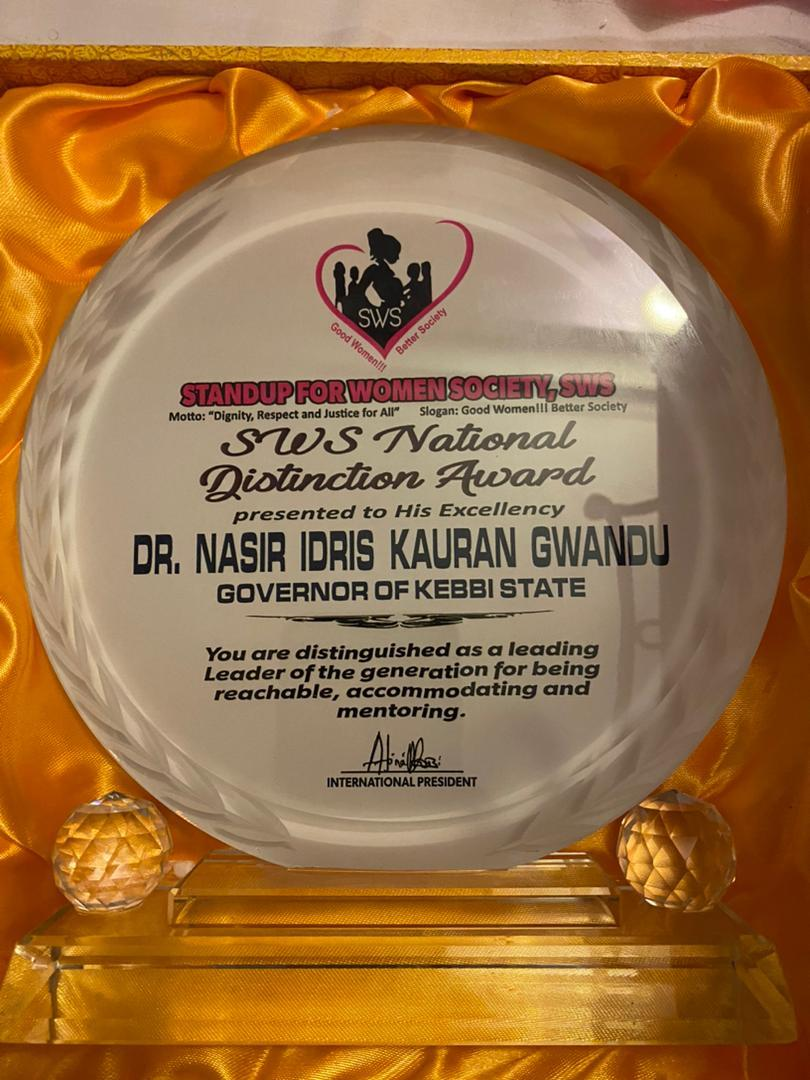 SWS
Good Women!!! Better Society
STANDUP FOR WOMEN SOCIETY, SWS
Motto: "Dignity, Respect and Justice for All" Slogan: Good Women!!! Better Society
SWS National
Distinction Award
presented to His Excellency
DR. NASIR IDRIS KAURAN GWANDU
GOVERNOR OF KEBBI STATE
You are distinguished as a leading
Leader of the generation for being
reachable, accommodating and
mentoring.
INTERNATIONAL PRESIDENT